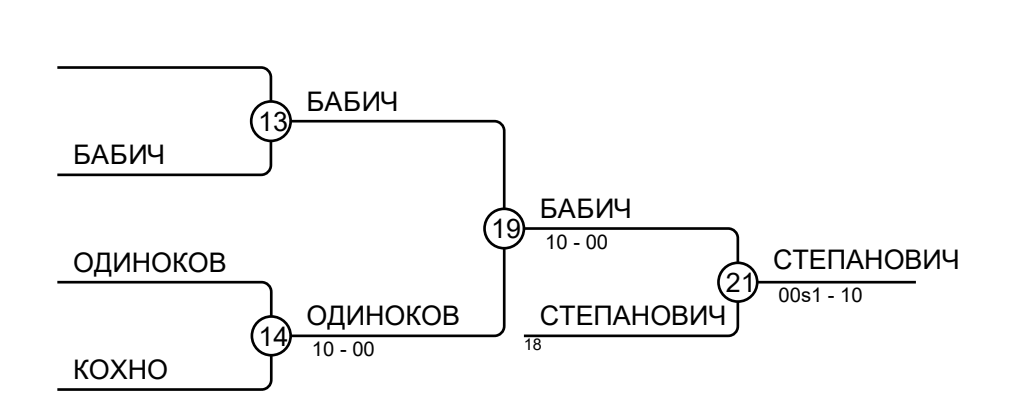 БАБИЧ
13
БАБИЧ
БАБИЧ
19
10 - 00
ОДИНОКОВ
СТЕПАНОВИЧ
21
00s1 - 10
ОДИНОКОВ
СТЕПАНОВИЧ
14
10 - 00
18
КОХНО